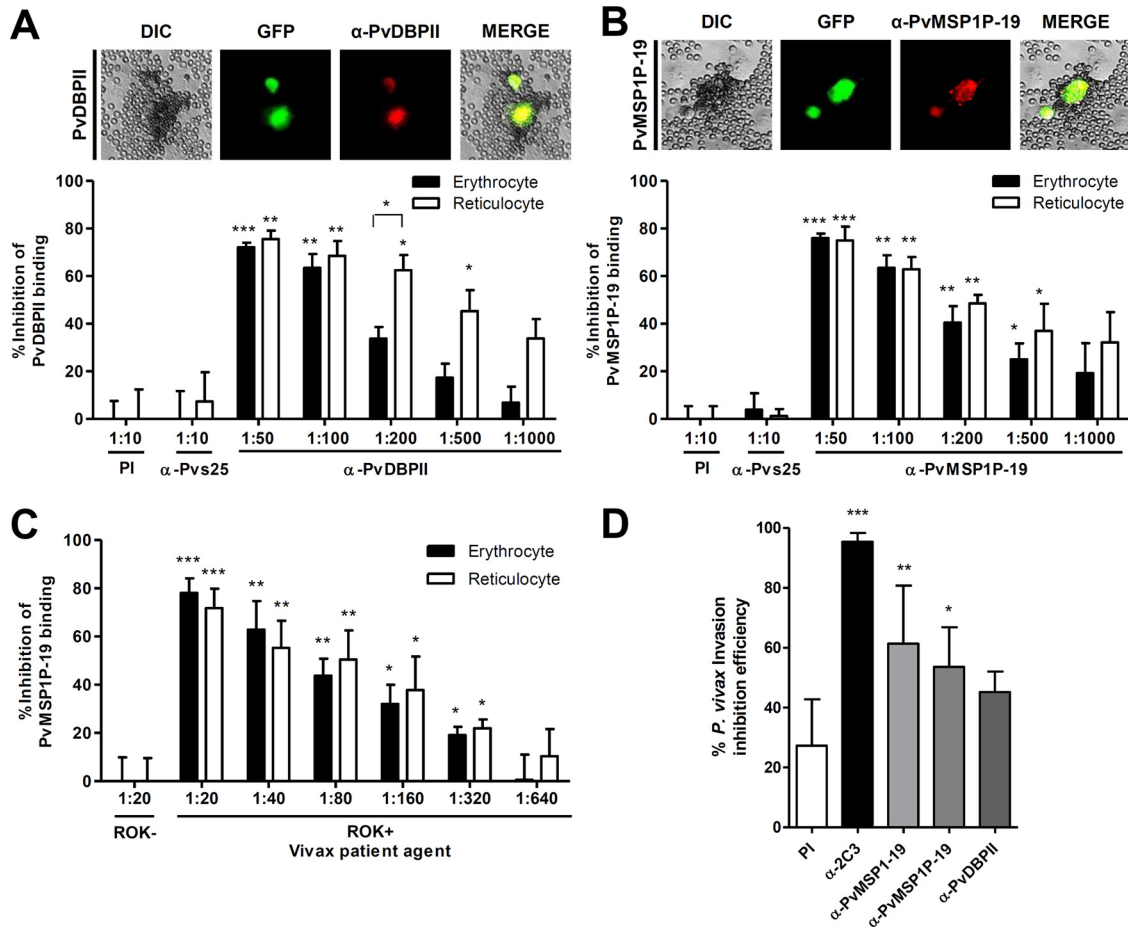 A
DIC GFP α-PvDBPII MERGE
PvDBPII
%Inhibition of
PvDBPII binding
100
80
60
40
20
0
Erythrocyte
Reticulocyte
*** ** ** ** * * *
1:10 1:10 1:50 1:100 1:200 1:500 1:1000
PI α-Pvs25 α-PvDBPII
B
DIC GFP α-PvMSP1P-19 MERGE
PvMSP1P-19
%Inhibition of
PvMSP1P-19 binding
100
80
60
40
20
0
Erythrocyte
Reticulocyte
*** *** ** ** ** ** * *
1:10 1:10 1:50 1:100 1:200 1:500 1:1000
PI α-Pvs25 α-PvMSP1P-19
C
%Inhibition of
PvMSP1P-19 binding
100
80
60
40
20
0
Erythrocyte
Reticulocyte
*** *** ** ** ** ** * * * *
1:20 1:20 1:40 1:80 1:160 1:320 1:640
ROK- ROK+
Vivax patient agent
D
% P. vivax Invasion
inhibition efficiency
100
80
60
40
20
0
*** ** *
PI α-2C3 α-PvMSP1-19 α-PvMSP1P-19 α-PvDBPII